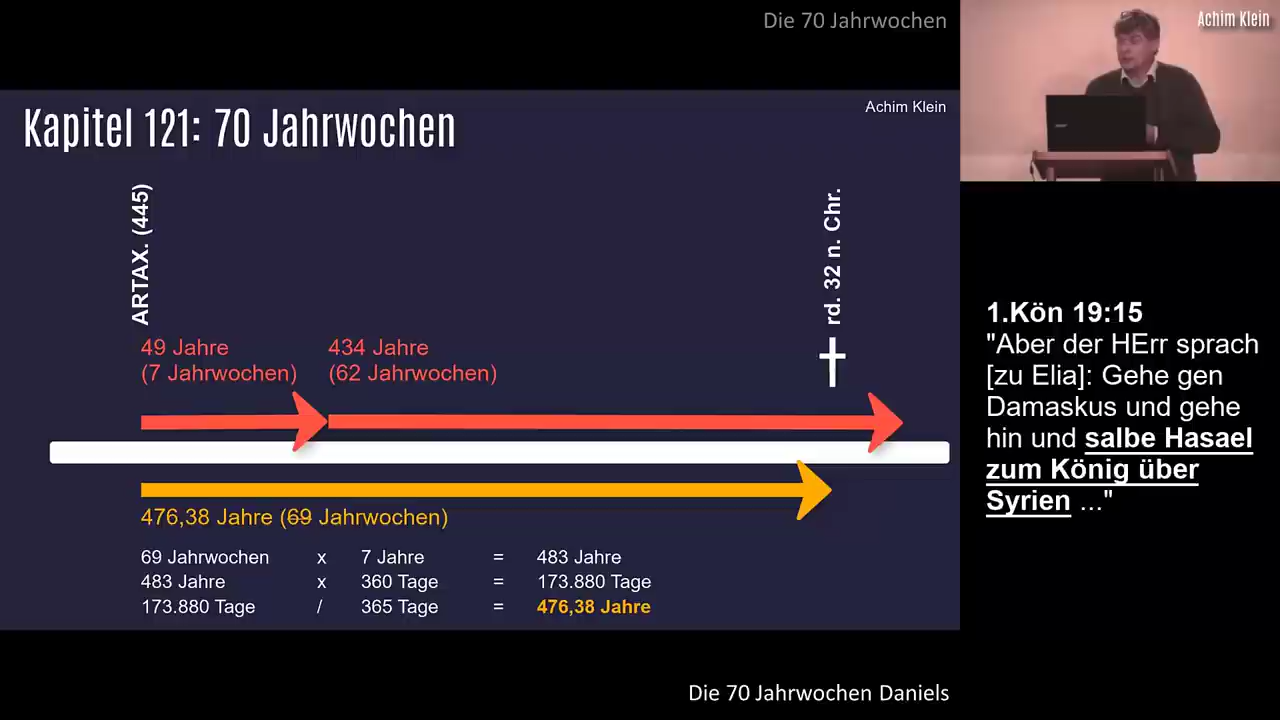 Die 70 Jahrwochen
Achim Klein
Kapitel 121: 70 Jahrwochen
Achim Klein
ARTAX. (445)
rd. 32 n. Chr.
49 Jahre
(7 Jahrwochen)
434 Jahre
(62 Jahrwochen)
476,38 Jahre (69 Jahrwochen)
69 Jahrwochen x 7 Jahre = 483 Jahre
483 Jahre x 360 Tage = 173.880 Tage
173.880 Tage / 365 Tage = 476,38 Jahre
1.Kön 19:15
"Aber der HErr sprach
[zu Elia]: Gehe gen
Damaskus und gehe
hin und salbe Hasael
zum König über
Syrien ..."
Die 70 Jahrwochen Daniels